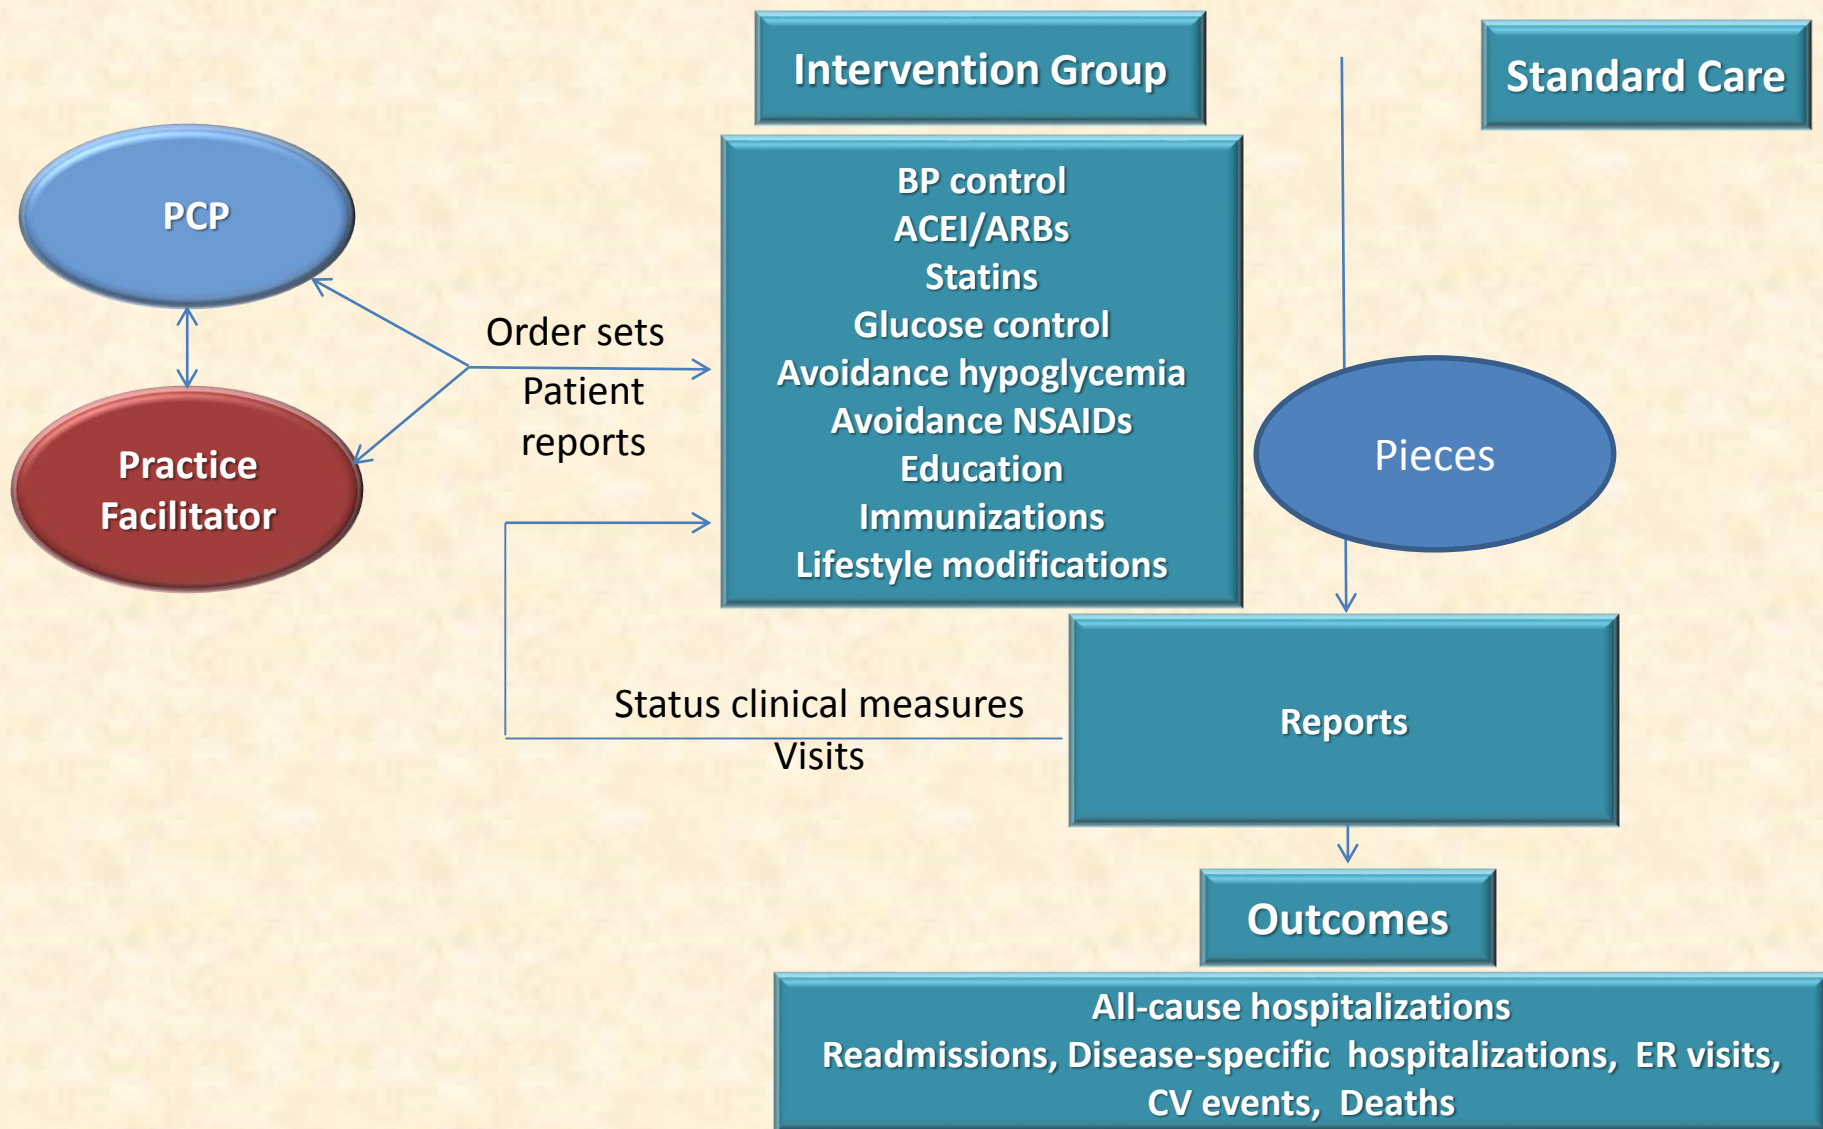 Intervention Group
Standard Care
PCP
Practice
Facilitator
Order sets
Patient
reports
BP control
ACEI/ARBs
Statins
Glucose control
Avoidance hypoglycemia
Avoidance NSAIDs
Education
Immunizations
Lifestyle modifications
Pieces
Status clinical measures
Visits
Reports
Outcomes
All-cause hospitalizations
Readmissions, Disease-specific hospitalizations, ER visits,
CV events, Deaths